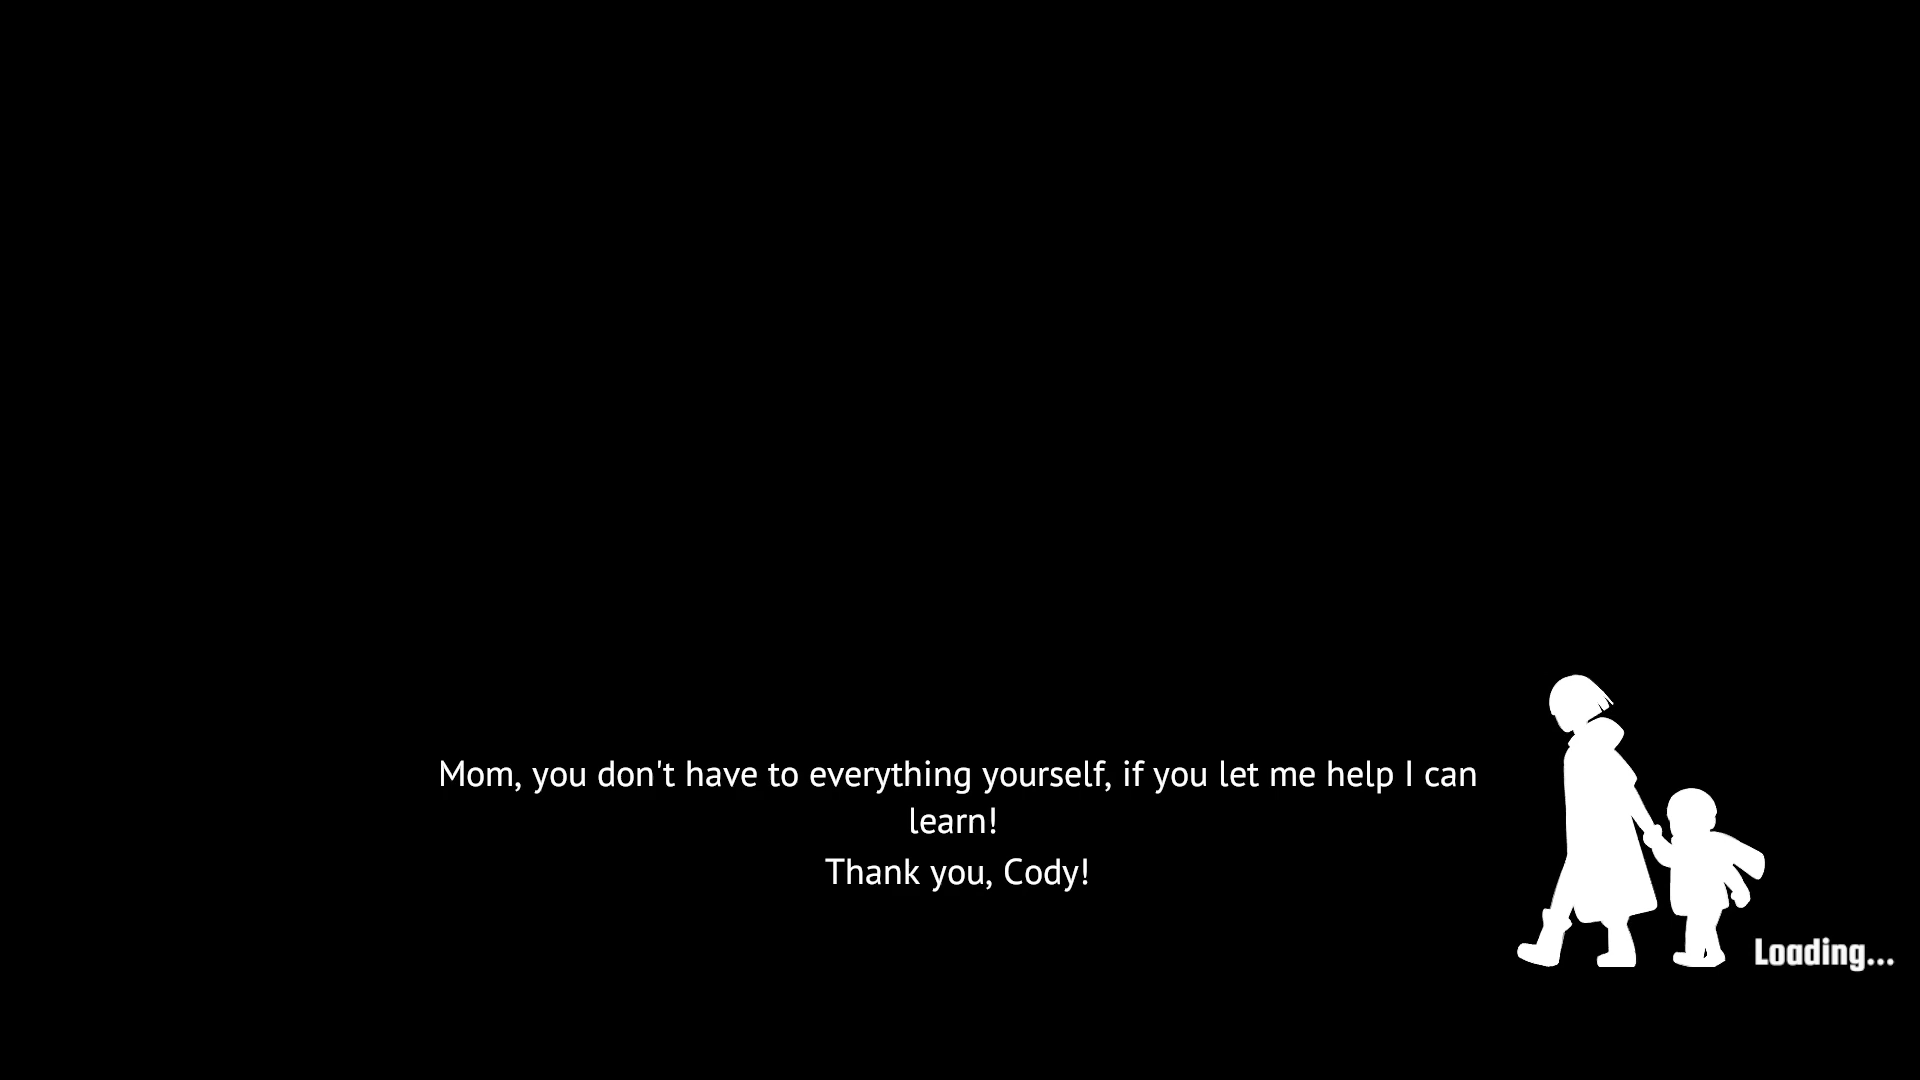 Mom, you don't have to everything yourself, if you let me help I can
learn!
Thank you, Cody!
Loading...